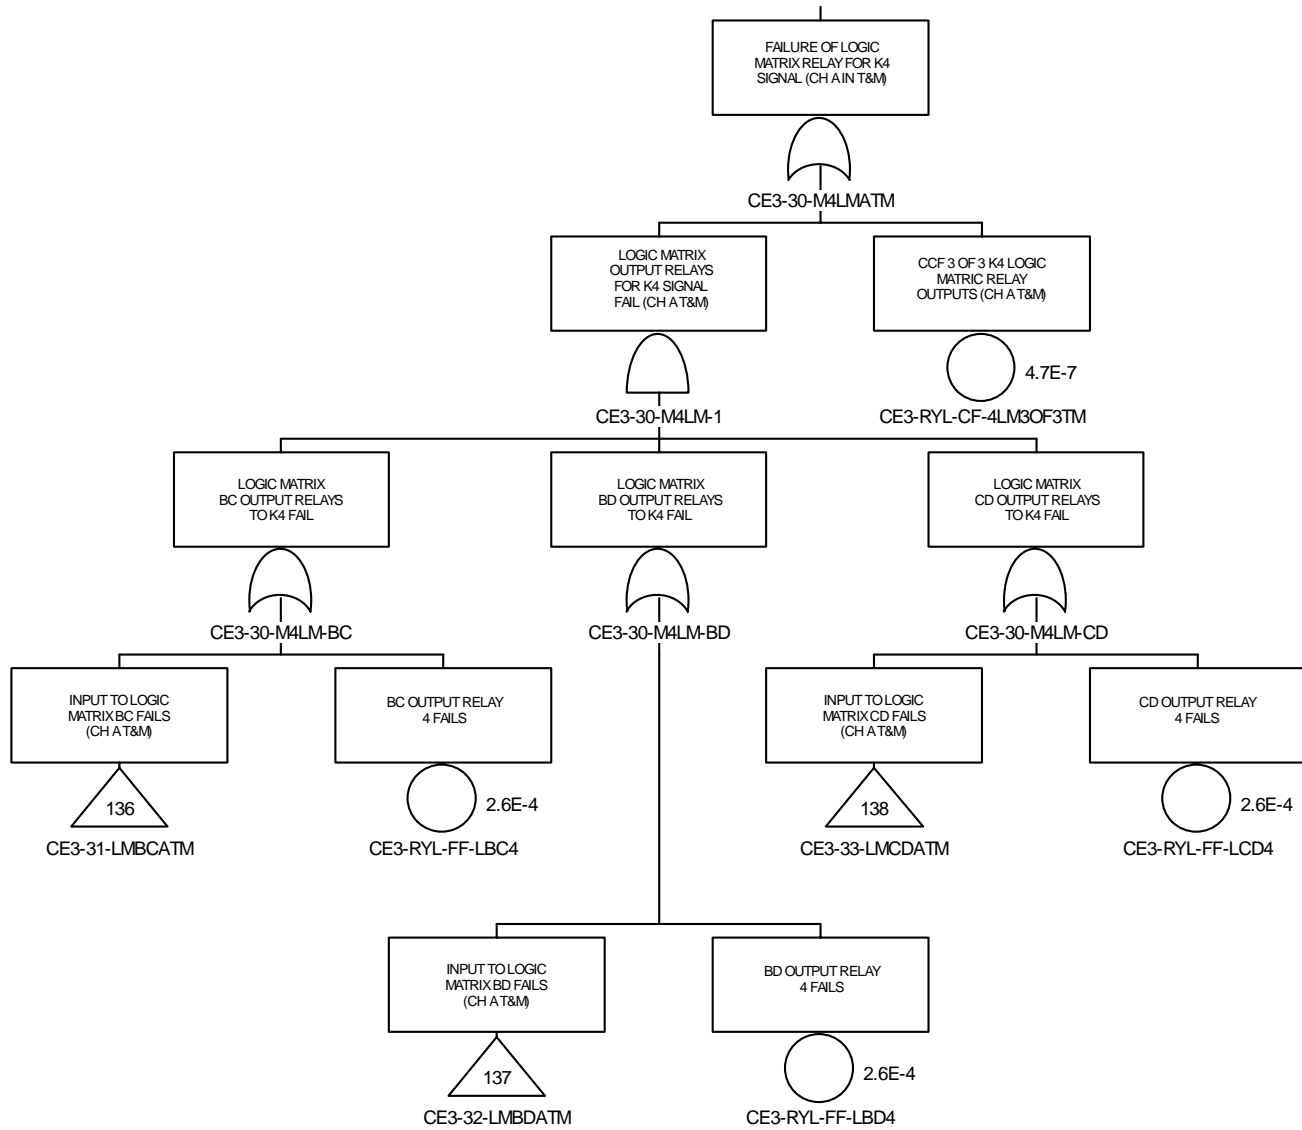 FAILURE OF LOGIC
MATRIX RELAY FOR K4
SIGNAL (CH A IN T&M)
CE3-30-M4LMATM
LOGIC MATRIX
OUTPUT RELAYS
FOR K4 SIGNAL
FAIL (CH A T&M)
CE3-30-M4LM-1
CCF 3 OF 3 K4 LOGIC
MATRIC RELAY
OUTPUTS (CH A T&M)
4.7E-7
CE3-RYL-CF-4LM3OF3TM
LOGIC MATRIX
BC OUTPUT RELAYS
TO K4 FAIL
CE3-30-M4LM-BC
LOGIC MATRIX
BD OUTPUT RELAYS
TO K4 FAIL
CE3-30-M4LM-BD
LOGIC MATRIX
CD OUTPUT RELAYS
TO K4 FAIL
CE3-30-M4LM-CD
INPUT TO LOGIC
MATRIX BC FAILS
(CH A T&M)
136
CE3-31-LMBCATM
BC OUTPUT RELAY
4 FAILS
2.6E-4
CE3-RYL-FF-LBC4
INPUT TO LOGIC
MATRIX CD FAILS
(CH A T&M)
138
CE3-33-LMCDATM
CD OUTPUT RELAY
4 FAILS
2.6E-4
CE3-RYL-FF-LCD4
INPUT TO LOGIC
MATRIX BD FAILS
(CH A T&M)
137
CE3-32-LMBDATM
BD OUTPUT RELAY
4 FAILS
2.6E-4
CE3-RYL-FF-LBD4